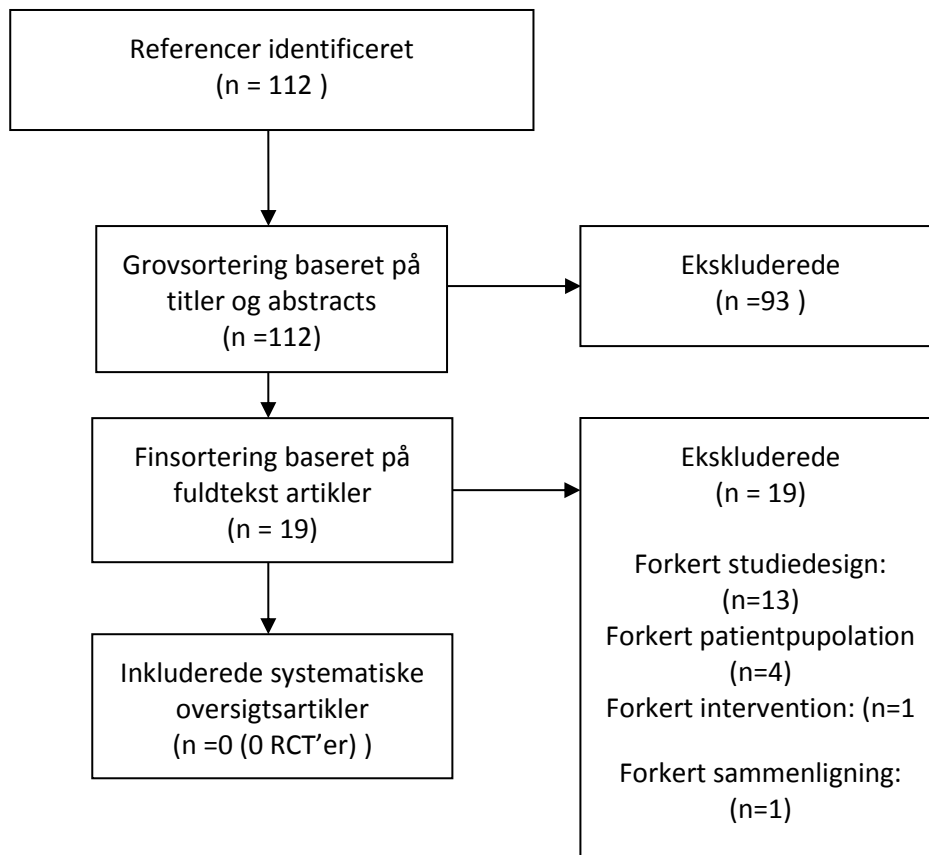 Referencer identificeret
(n = 112 )
Grovsortering baseret på
titler og abstracts
(n =112)
Ekskluderede
(n =93 )
Finsortering baseret på
fuldtekst artikler
(n = 19)
Ekskluderede
(n = 19)
Forkert studiedesign:
(n=13)
Forkert patientpupolation
(n=4)
Forkert intervention: (n=1
Forkert sammenligning:
(n=1)
Inkluderede systematiske
oversigtsartikler
(n =0 (0 RCT’er) )